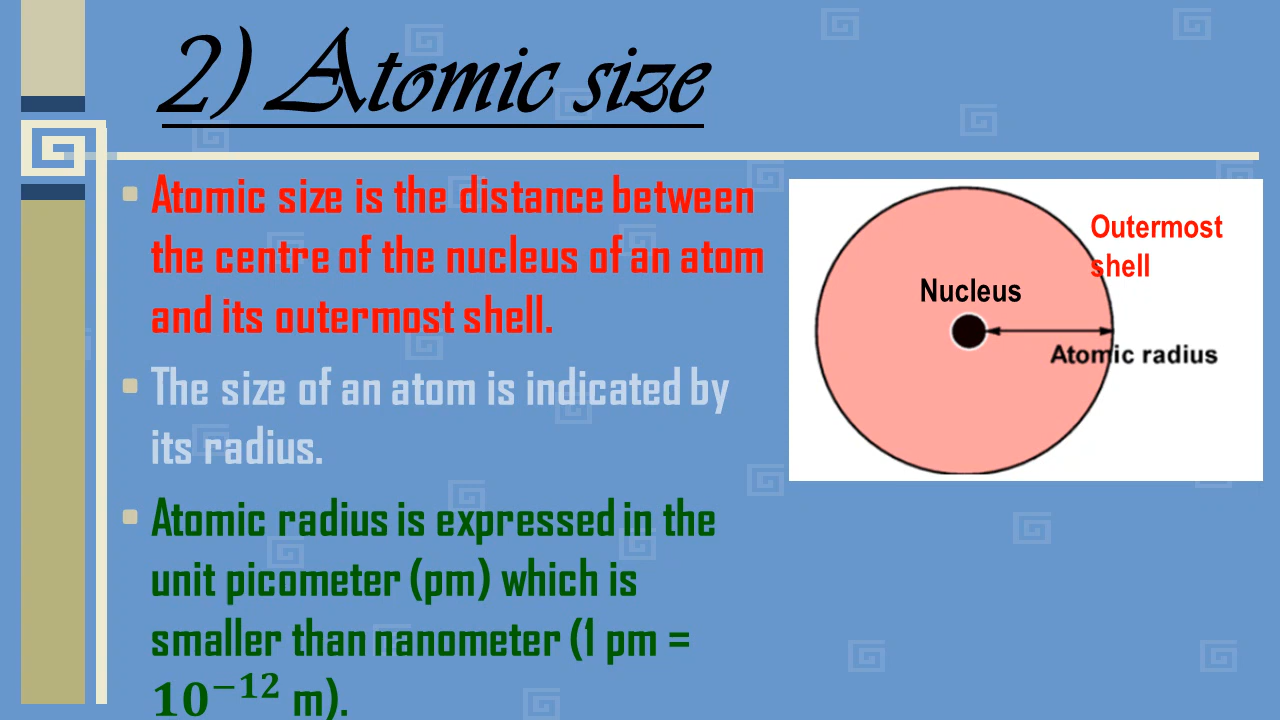 2) Atomic size
▪ Atomic size is the distance between
the centre of the nucleus of an atom
and its outermost shell.
▪ The size of an atom is indicated by
its radius.
▪ Atomic radius is expressed in the
unit picometer (pm) which is
smaller than nanometer (1 pm =
10⁻¹² m).
Outermost
shell
Nucleus
Atomic radius